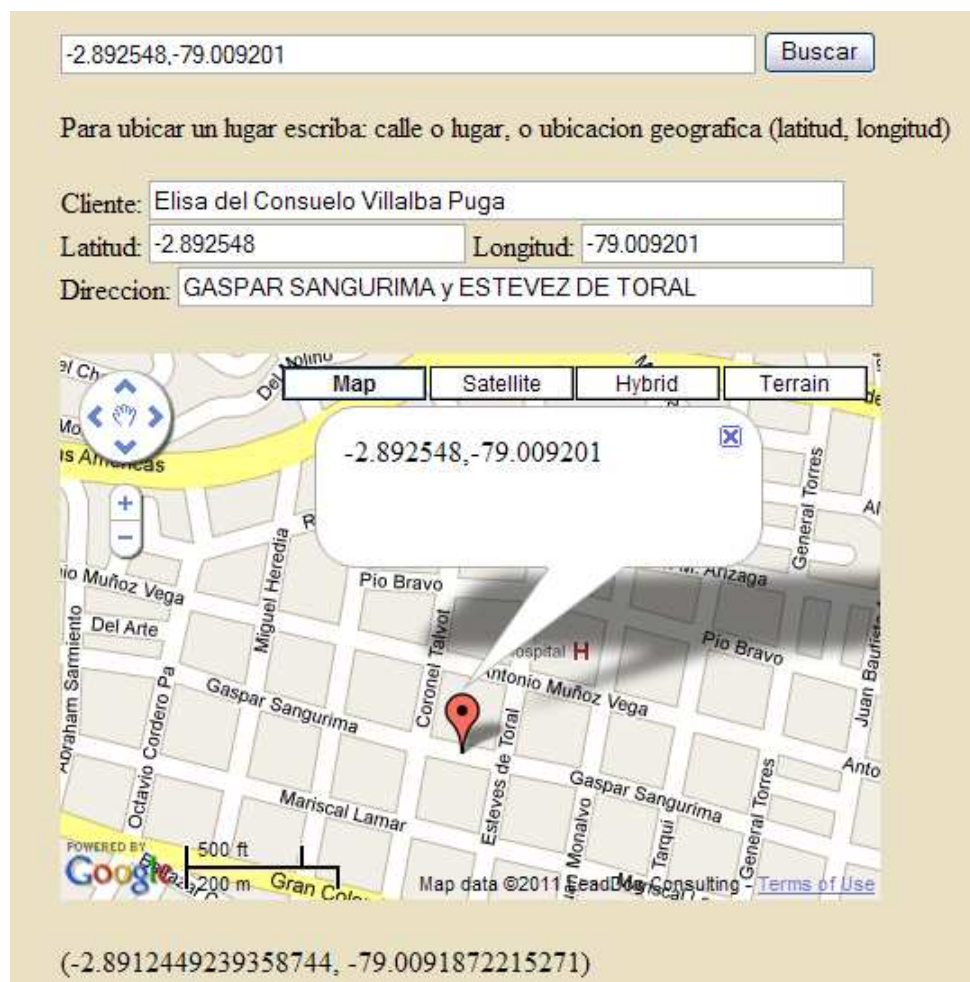 -2.892548,-79.009201 Buscar
Para ubicar un lugar escriba: calle o lugar, o ubicacion geografica (latitud, longitud)
Cliente: Elisa del Consuelo Villalba Puga
Latitud: -2.892548 Longitud: -79.009201
Direccion: GASPAR SANGURIMA y ESTEVEZ DE TORAL
Map Satellite Hybrid Terrain
-2.892548,-79.009201
Del Molino
General Torres
Miguel Heredia
Pio Bravo
Muñoz Vega
Del Arte
Coronel Talvot
Pio Bravo
Abraham Sarmiento
Octavio Cordero Pa
Gaspar Sangurima
Antonio Muñoz Vega
Esteves de Toral
Gaspar Sangurima
Mariscal Lamar
Tarqui
General Torres
POWERED BY
Google
500 ft
200 m
Map data ©2011 LeadDog Consulting - Terms of Use
(-2.8912449239358744, -79.0091872215271)